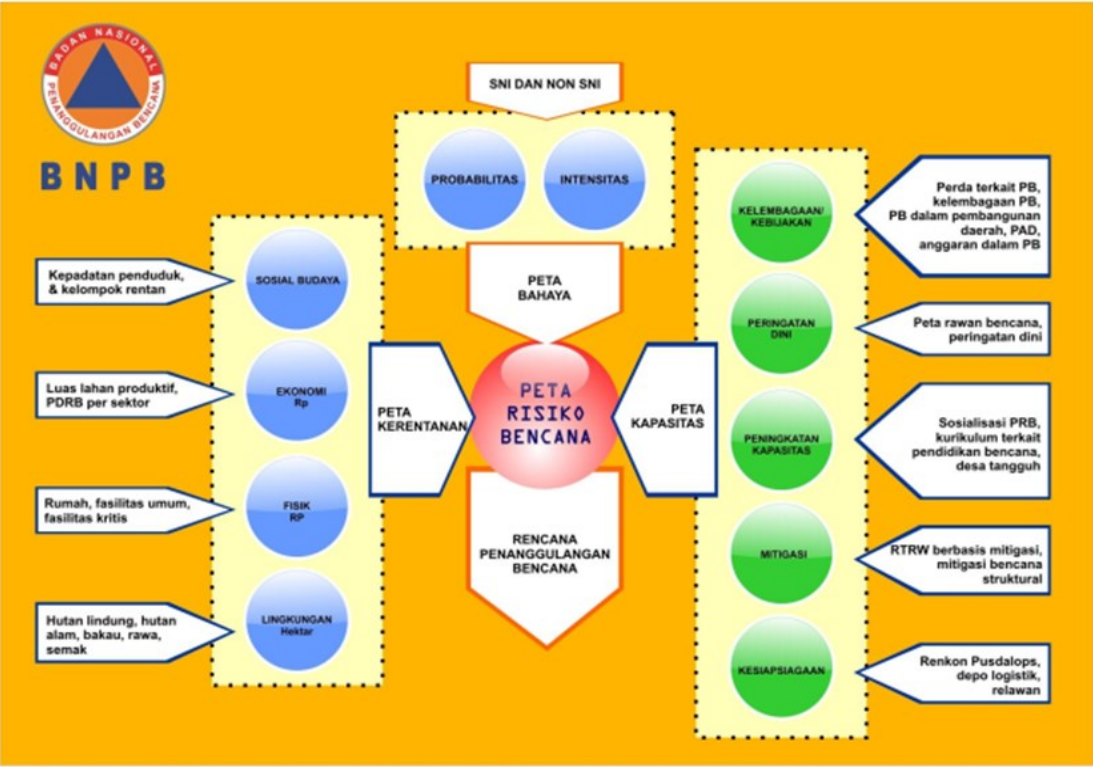 BADAN NASIONAL
PENANGGULANGAN BENCANA
BNPB
SNI DAN NON SNI
PROBABILITAS
INTENSITAS
PETA
BAHAYA
Kepadatan penduduk,
& kelompok rentan
SOSIAL BUDAYA
Luas lahan produktif,
PDRB per sektor
EKONOMI
Rp
Rumah, fasilitas umum,
fasilitas kritis
FISIK
RP
Hutan lindung, hutan
alam, bakau, rawa,
semak
LINGKUNGAN
Hektar
PETA
KERENTANAN
PETA
RISIKO
BENCANA
PETA
KAPASITAS
RENCANA
PENANGGULANGAN
BENCANA
KELEMBAGAAN/
KEBIJAKAN
Perda terkait PB,
kelembagaan PB,
PB dalam pembangunan
daerah, PAD,
anggaran dalam PB
PERINGATAN
DINI
Peta rawan bencana,
peringatan dini
PENINGKATAN
KAPASITAS
Sosialisasi PRB,
kurikulum terkait
pendidikan bencana,
desa tangguh
MITIGASI
RTRW berbasis mitigasi,
mitigasi bencana
struktural
KESIAPSIAGAAN
Renkon Pusdalops,
depo logistik,
relawan